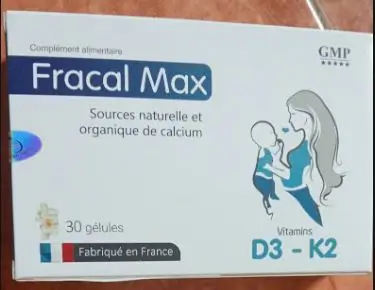 Complément alimentaire
GMP
Fracal Max
Sources naturelle et
organique de calcium
30 gélules
Fabriqué en France
Vitamins
D3 - K2